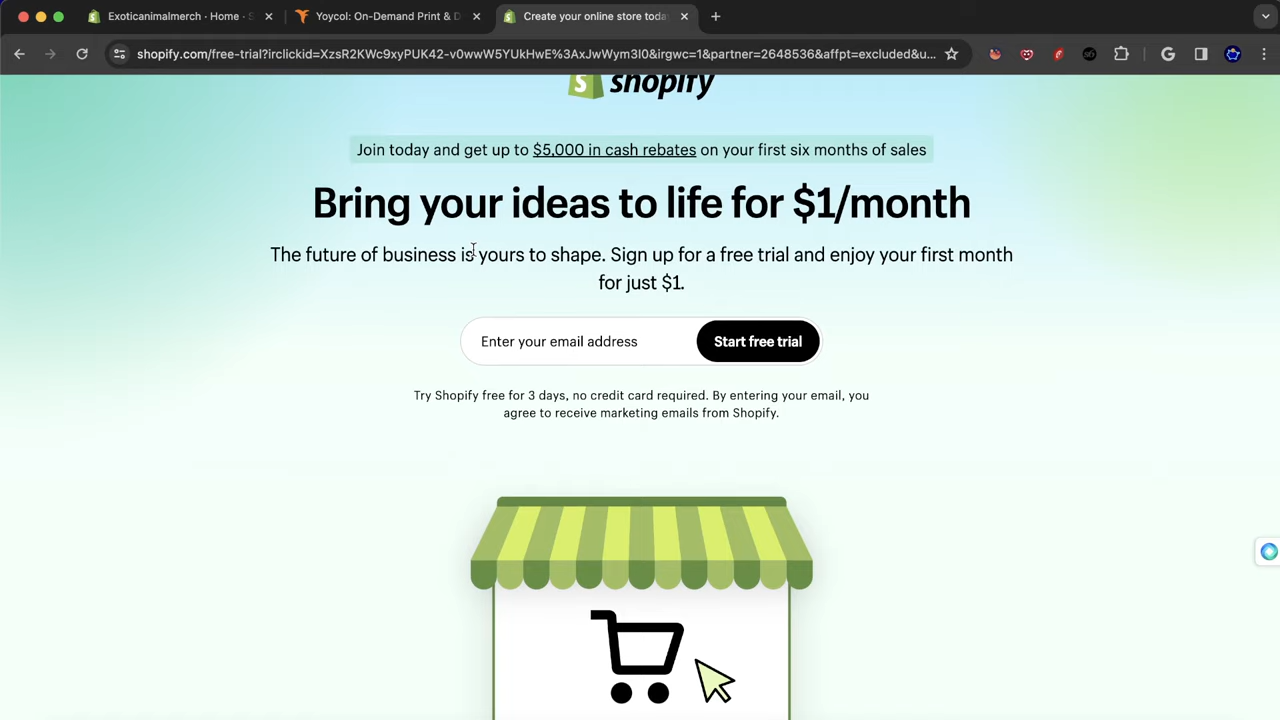 Exoticanimalmerch · Home · S
Yoycol: On-Demand Print & D
Create your online store toda
shopify.com/free-trial?irclickid=XzsR2KWc9xyPUK42-v0wwW5YUkHwE%3AxJwWym3I0&irgwc=1&partner=2648536&affpt=excluded&u...
shopify
Join today and get up to $5,000 in cash rebates on your first six months of sales
Bring your ideas to life for $1/month
The future of business is yours to shape. Sign up for a free trial and enjoy your first month
for just $1.
Enter your email address
Start free trial
Try Shopify free for 3 days, no credit card required. By entering your email, you
agree to receive marketing emails from Shopify.